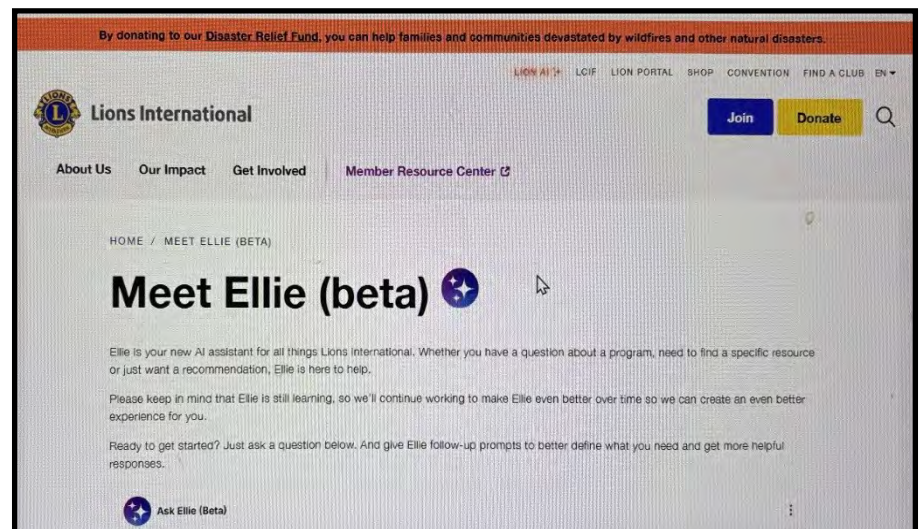 By donating to our Disaster Relief Fund, you can help families and communities devastated by wildfires and other natural disasters.
LION AI LCIF LION PORTAL SHOP CONVENTION FIND A CLUB EN
LIONS
L
Lions International
Join Donate
About Us Our Impact Get Involved Member Resource Center
HOME / MEET ELLIE (BETA)
Meet Ellie (beta)
Ellie is your new AI assistant for all things Lions International. Whether you have a question about a program, need to find a specific resource
or just want a recommendation, Ellie is here to help.
Please keep in mind that Ellie is still learning, so we'll continue working to make Ellie even better over time so we can create an even better
experience for you.
Ready to get started? Just ask a question below. And give Ellie follow-up prompts to better define what you need and get more helpful
responses.
Ask Ellie (Beta)